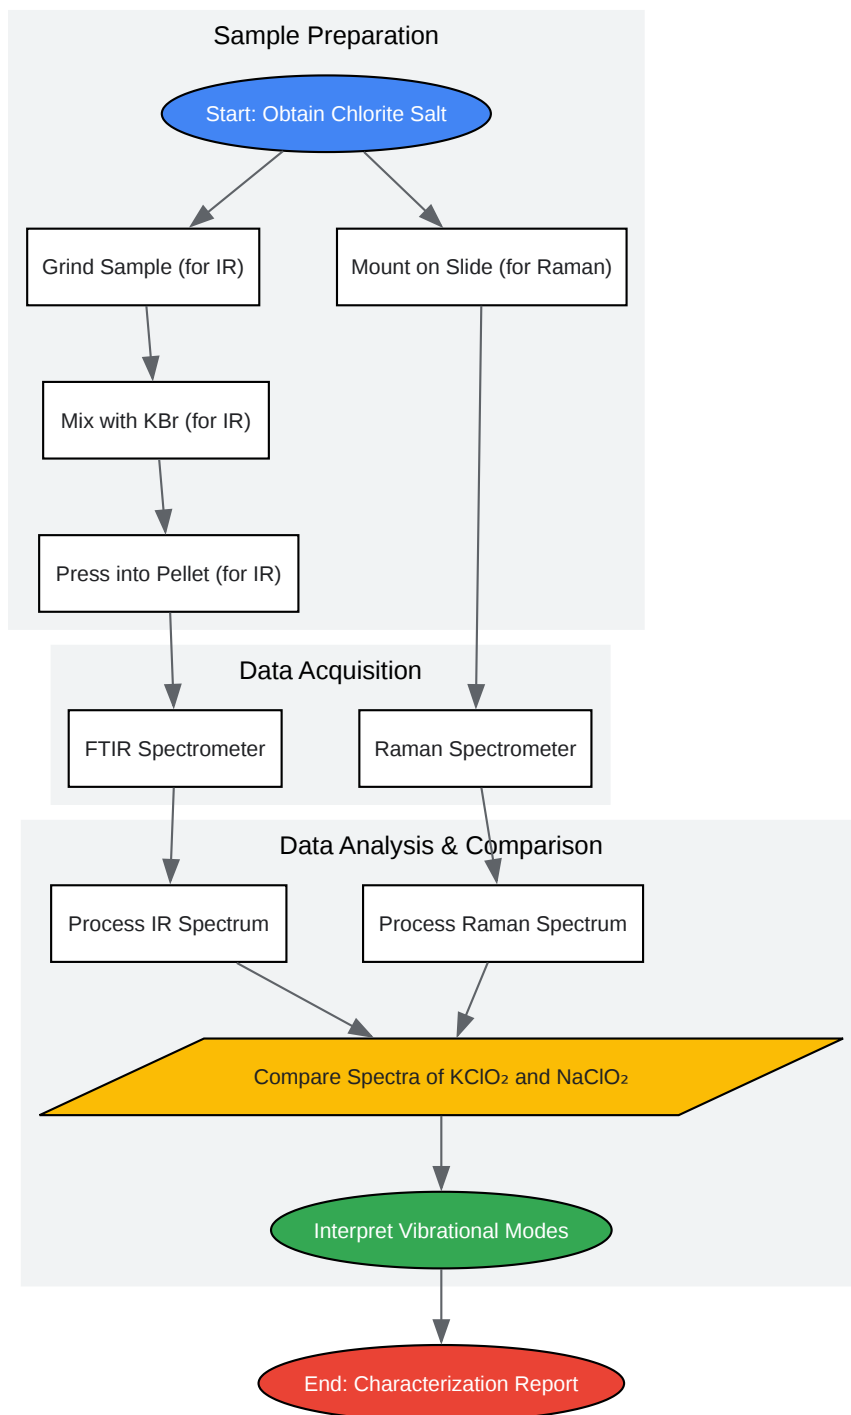 Sample Preparation
Start: Obtain Chlorite Salt
Grind Sample (for IR)
Mount on Slide (for Raman)
Mix with KBr (for IR)
Press into Pellet (for IR)
Data Acquisition
FTIR Spectrometer
Raman Spectrometer
Data Analysis & Comparison
Process IR Spectrum
Process Raman Spectrum
Compare Spectra of KClO₂ and NaClO₂
Interpret Vibrational Modes
End: Characterization Report